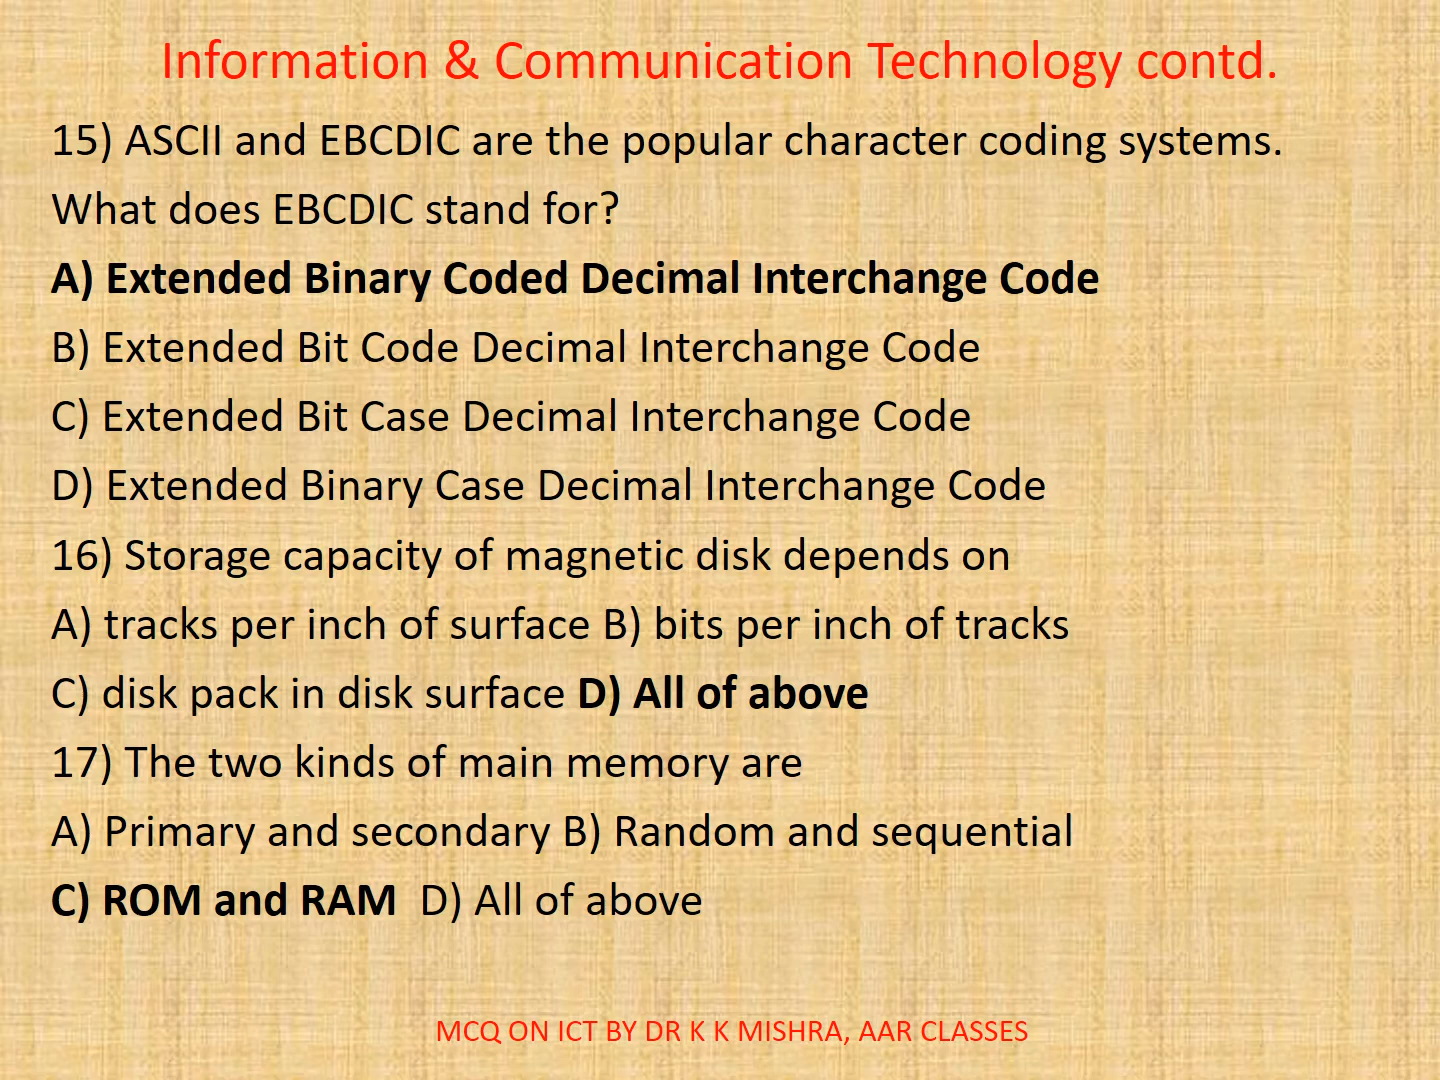 Information & Communication Technology contd.
15) ASCII and EBCDIC are the popular character coding systems.
What does EBCDIC stand for?
A) Extended Binary Coded Decimal Interchange Code
B) Extended Bit Code Decimal Interchange Code
C) Extended Bit Case Decimal Interchange Code
D) Extended Binary Case Decimal Interchange Code
16) Storage capacity of magnetic disk depends on
A) tracks per inch of surface B) bits per inch of tracks
C) disk pack in disk surface D) All of above
17) The two kinds of main memory are
A) Primary and secondary B) Random and sequential
C) ROM and RAM  D) All of above
MCQ ON ICT BY DR K K MISHRA, AAR CLASSES